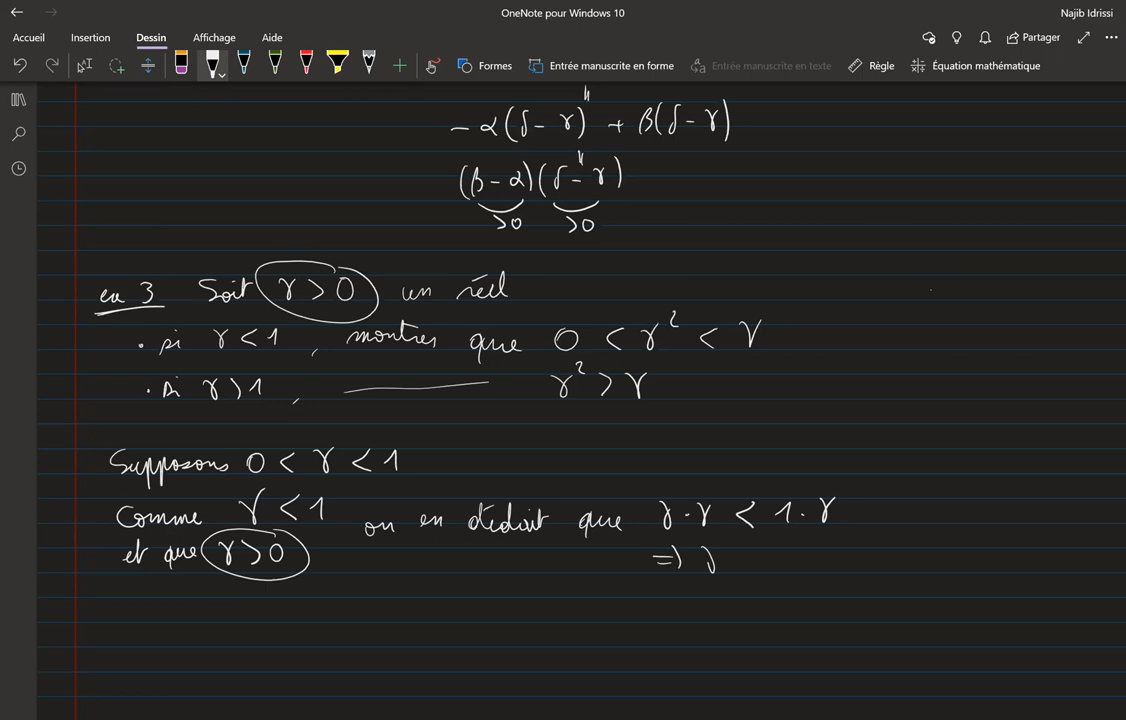 OneNote pour Windows 10
Najib Idrissi
Accueil Insertion Dessin Affichage Aide
Partager
Formes Entrée manuscrite en forme Entrée manuscrite en texte Règle Équation mathématique
- α(δ - γ) + β(δ - γ)
(β - α)(δ - γ)
>0 >0
ex 3 Soit γ > 0 un réel
• si γ < 1, montrer que 0 < γ² < γ
• si γ > 1, ——— γ² > γ
Supposons 0 < γ < 1
Comme γ < 1 on en déduit que γ · γ < 1 · γ
et que γ > 0 => γ